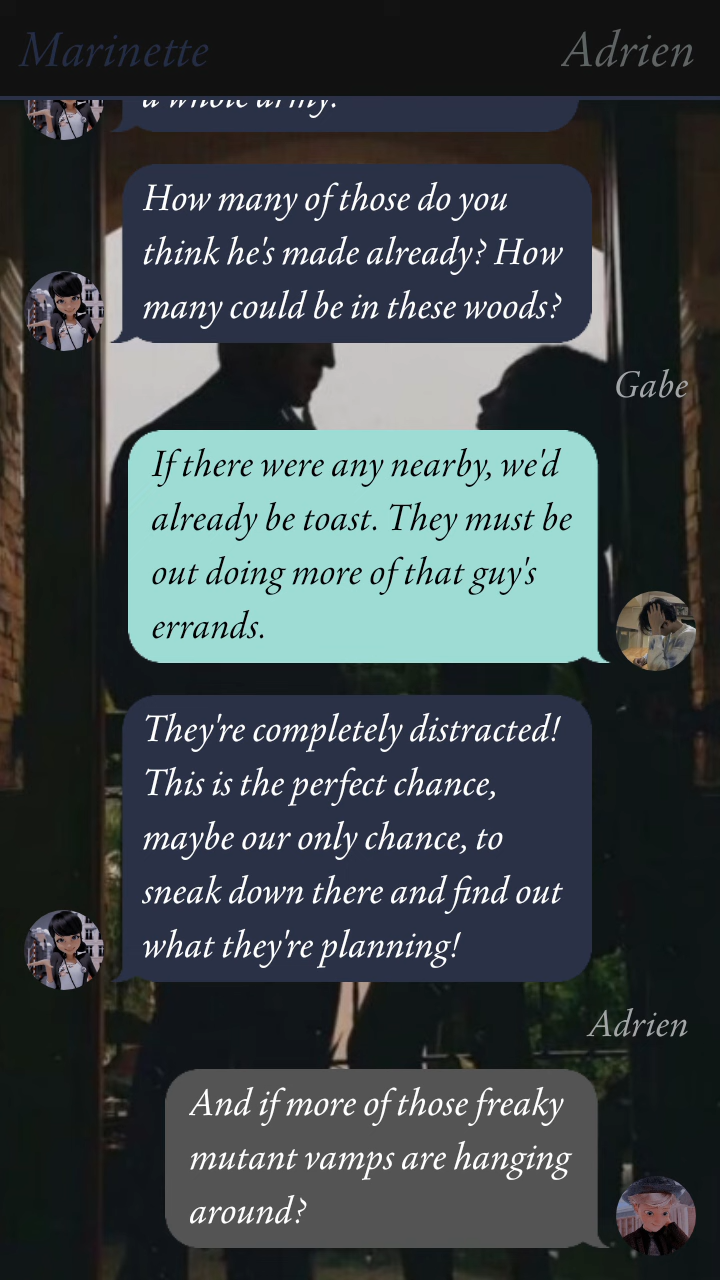 Marinette
Adrien
a whole army.
How many of those do you
think he's made already? How
many could be in these woods?
Gabe
If there were any nearby, we'd
already be toast. They must be
out doing more of that guy's
errands.
They're completely distracted!
This is the perfect chance,
maybe our only chance, to
sneak down there and find out
what they're planning!
Adrien
And if more of those freaky
mutant vamps are hanging
around?